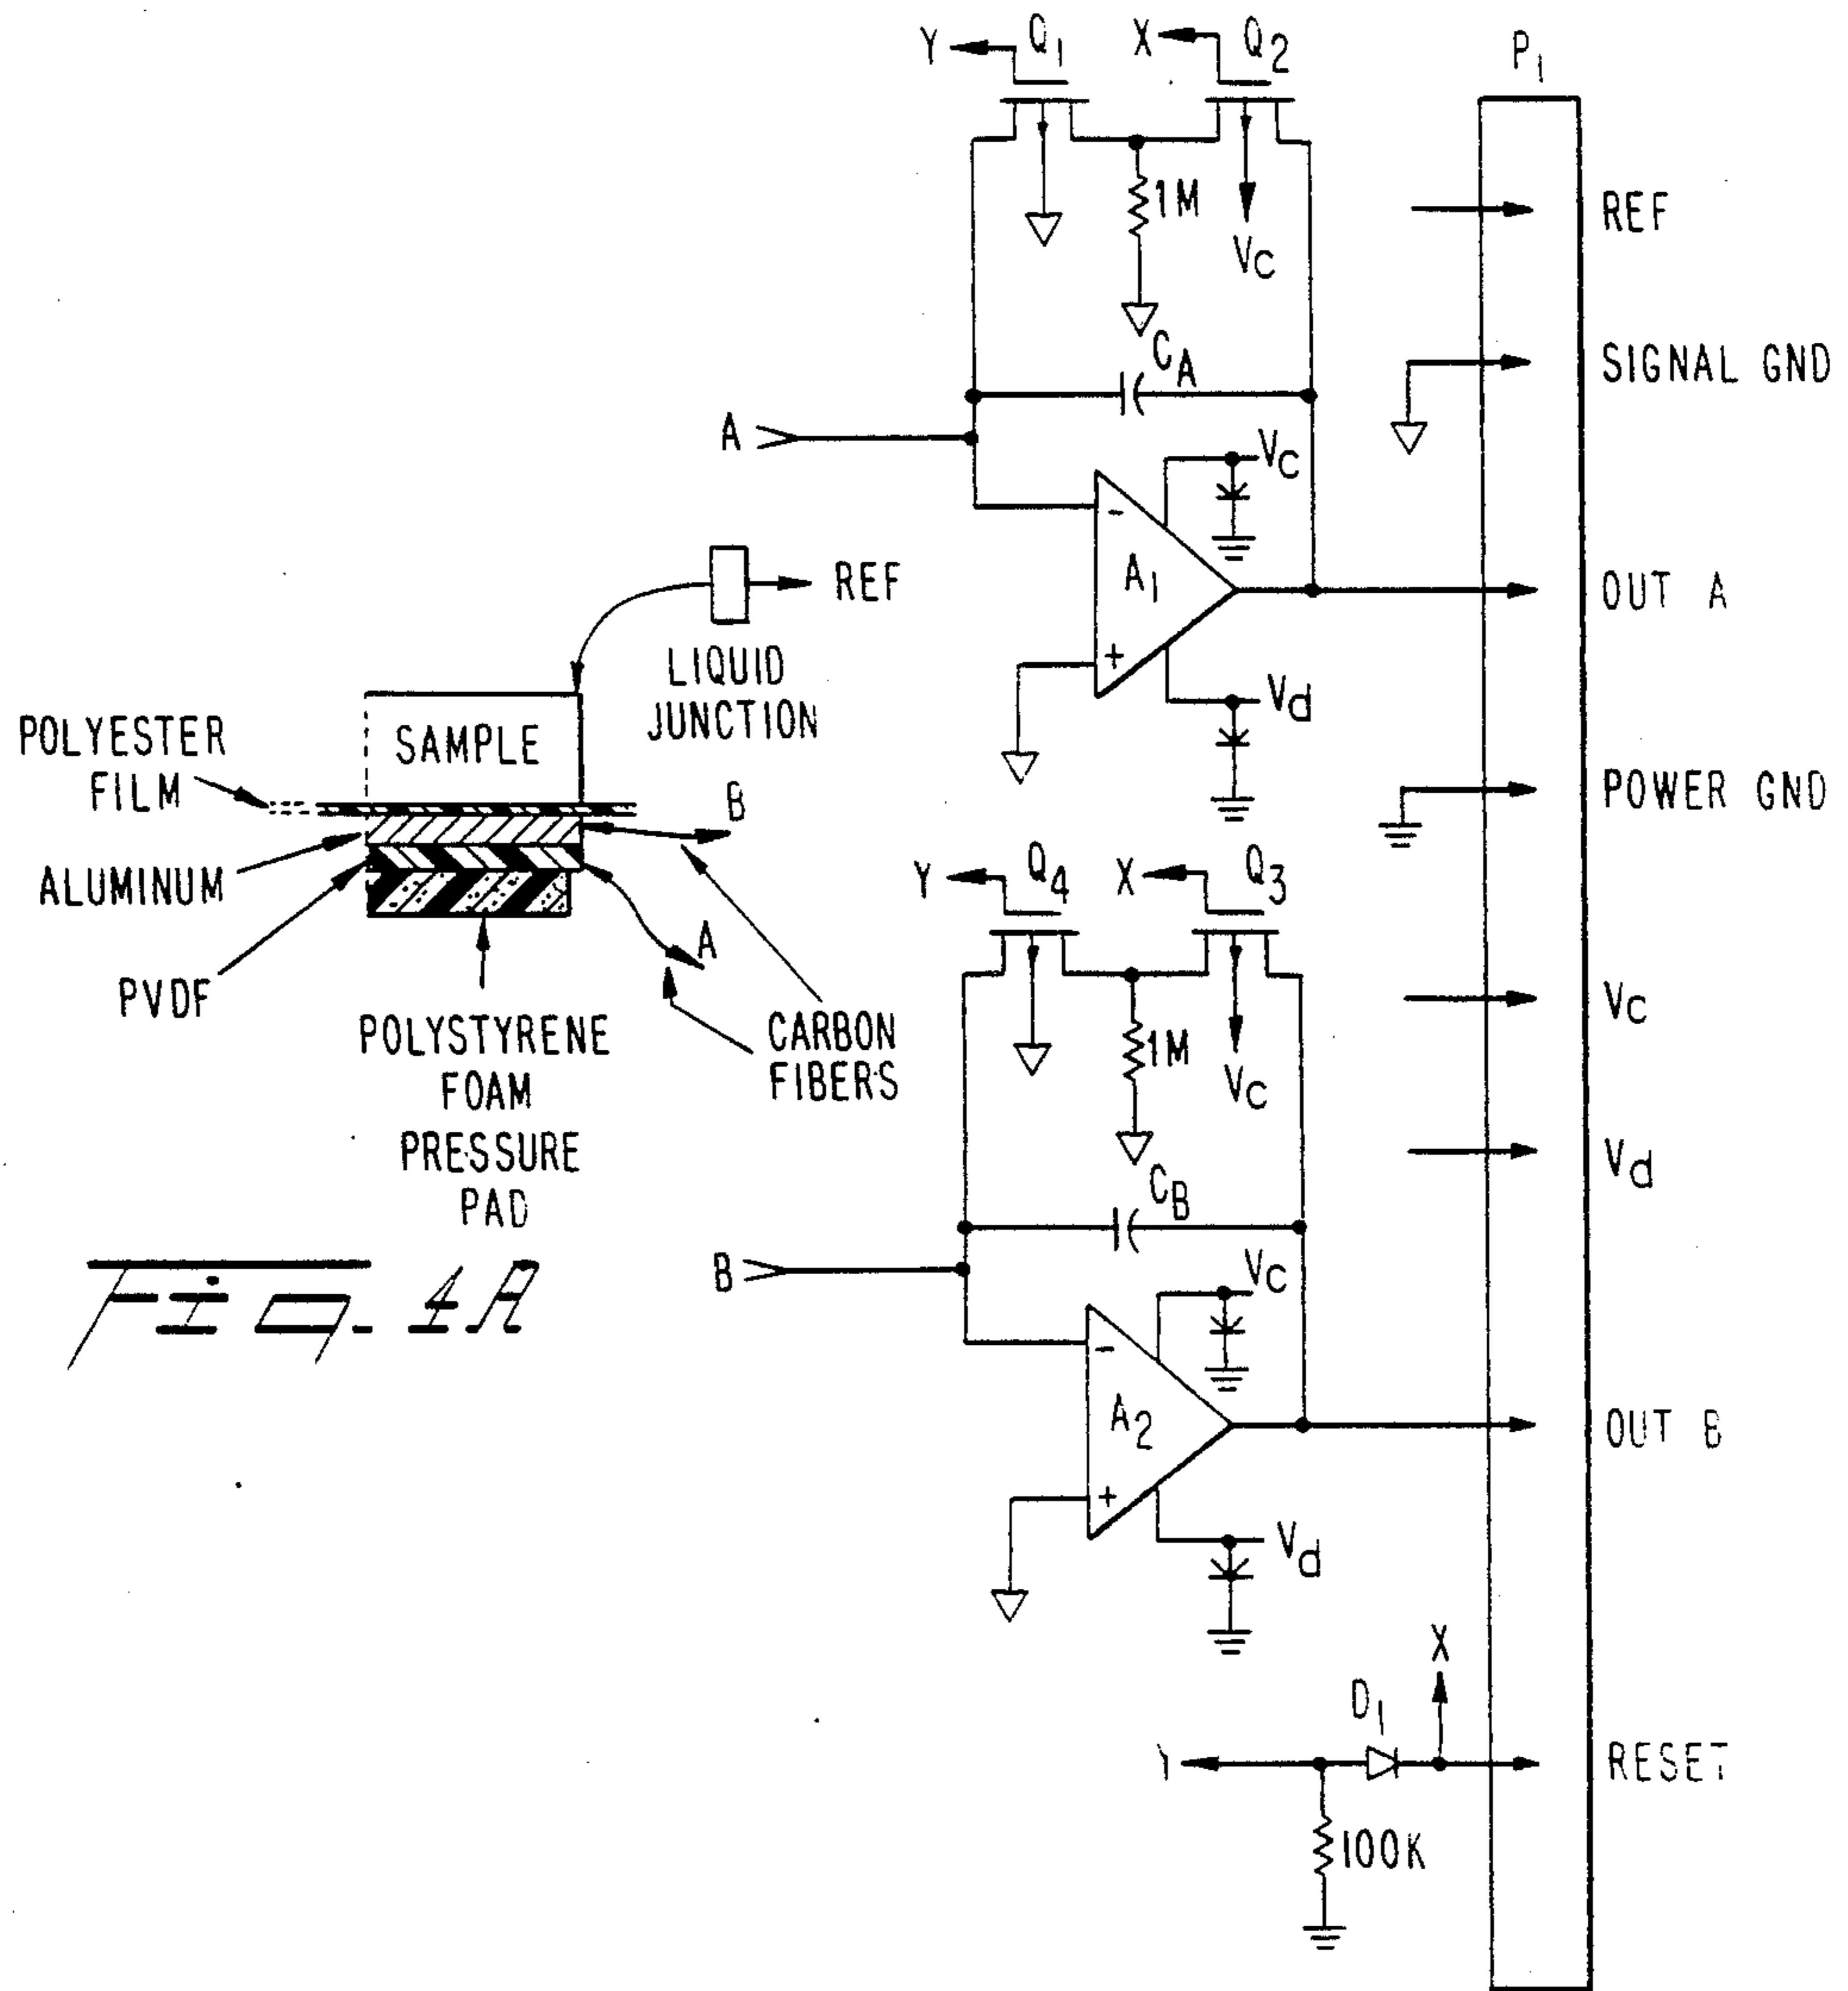 Y
Q1
X
Q2
P1
1M
VC
REF
CA
SIGNAL GND
A
VC
-
A1
+
REF
OUT A
LIQUID
JUNCTION
Vd
POLYESTER
FILM
SAMPLE
B
POWER GND
ALUMINUM
Y
Q4
X
Q3
A
PVDF
POLYSTYRENE
FOAM
PRESSURE
PAD
CARBON
FIBERS
1M
VC
VC
Vd
CB
Fig. 4A
B
VC
-
A2
+
OUT B
Vd
X
D1
RESET
100K